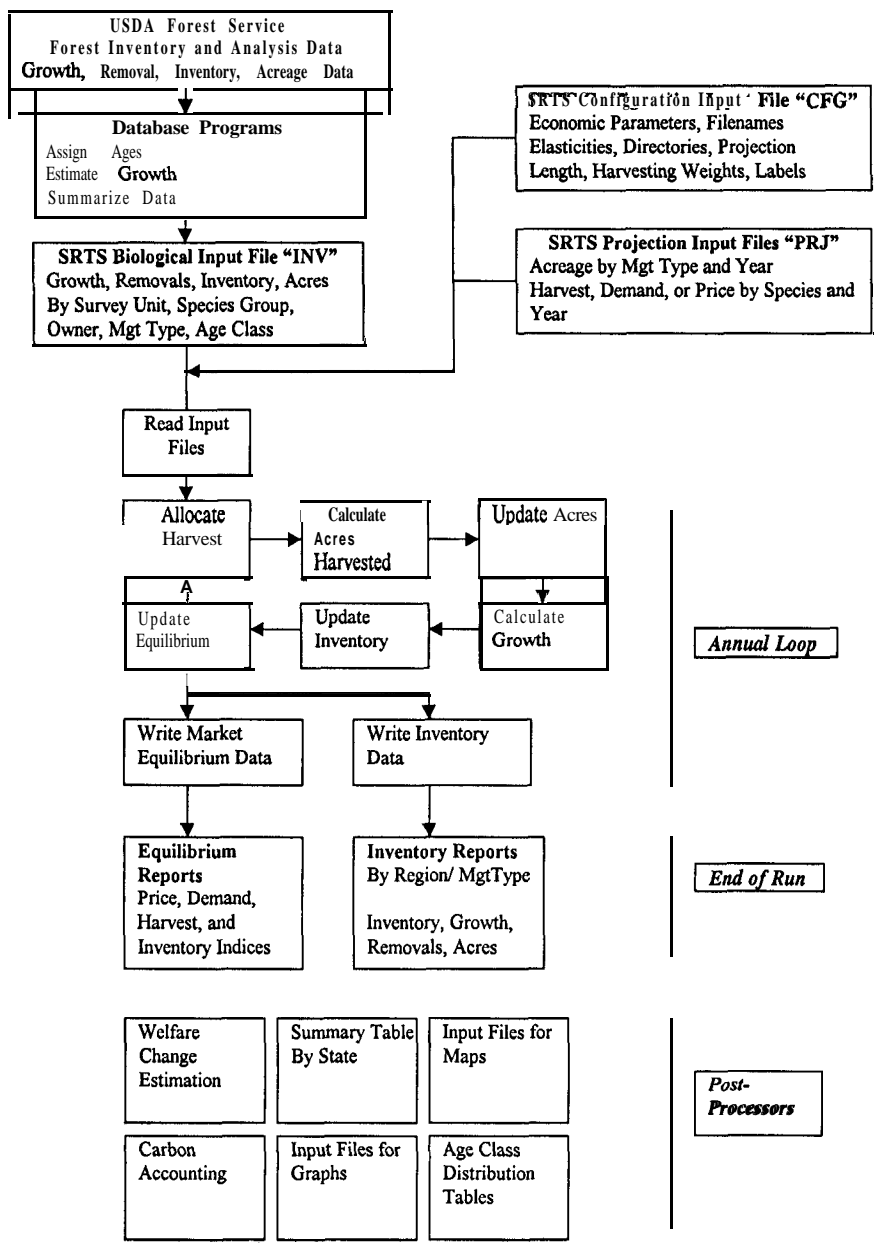 USDA Forest Service
Forest Inventory and Analysis Data
Growth, Removal, Inventory, Acreage Data
Database Programs
Assign Ages
Estimate Growth
Summarize Data
SRTS Biological Input File “INV”
Growth, Removals, Inventory, Acres
By Survey Unit, Species Group,
Owner, Mgt Type, Age Class
SRTS Configuration Input File “CFG”
Economic Parameters, Filenames
Elasticities, Directories, Projection
Length, Harvesting Weights, Labels
SRTS Projection Input Files “PRJ”
Acreage by Mgt Type and Year
Harvest, Demand, or Price by Species and
Year
Read Input
Files
Allocate
Harvest
Calculate
Acres
Harvested
Update Acres
A
Update
Equilibrium
Update
Inventory
Calculate
Growth
Annual Loop
Write Market
Equilibrium Data
Write Inventory
Data
Equilibrium
Reports
Price, Demand,
Harvest, and
Inventory Indices
Inventory Reports
By Region/ MgtType
Inventory, Growth,
Removals, Acres
End of Run
Welfare
Change
Estimation
Summary Table
By State
Input Files for
Maps
Post-
Processors
Carbon
Accounting
Input Files for
Graphs
Age Class
Distribution
Tables